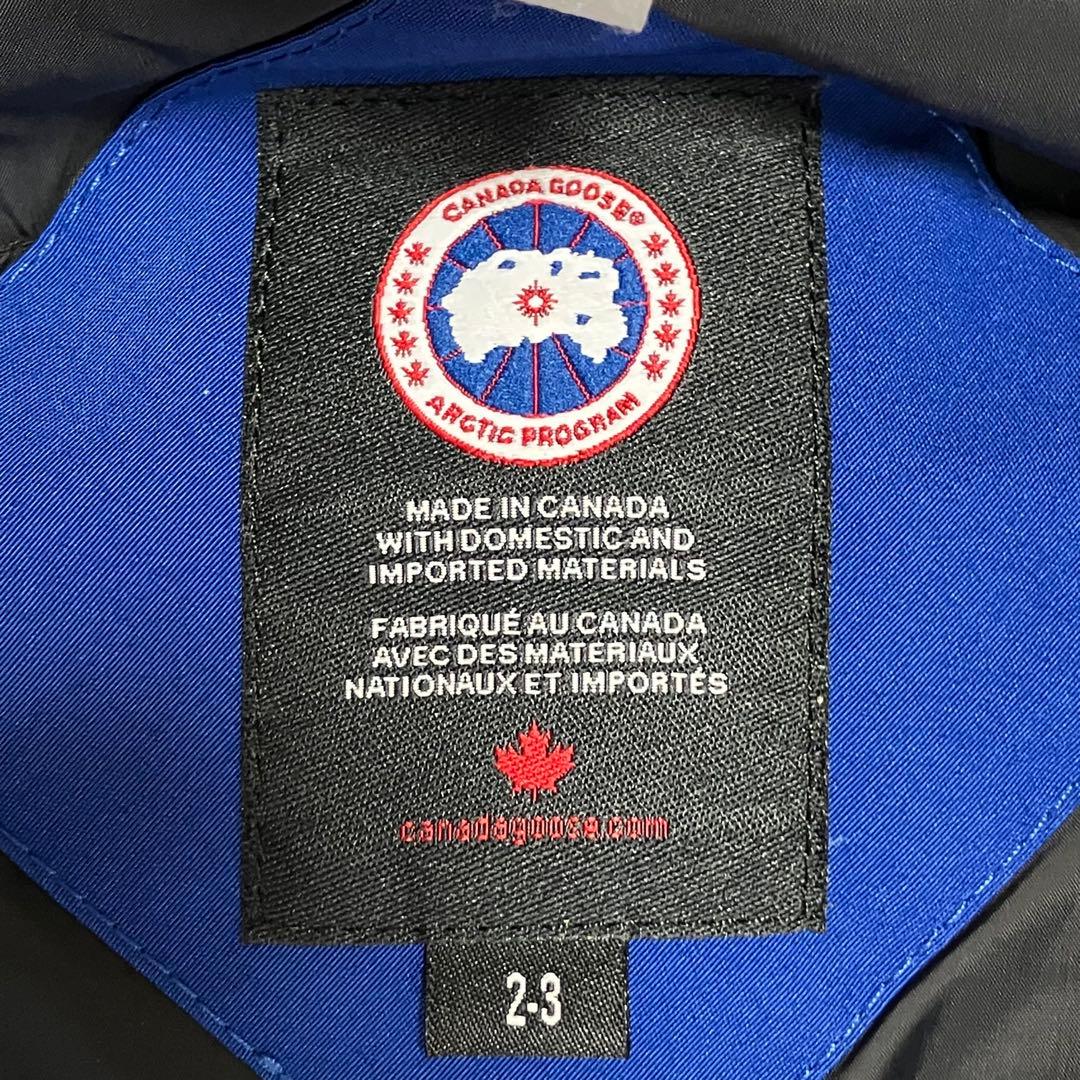 CANADA GOOSE®
ARCTIC PROGRAM
MADE IN CANADA
WITH DOMESTIC AND
IMPORTED MATERIALS
FABRIQUÉ AU CANADA
AVEC DES MATERIAUX
NATIONAUX ET IMPORTÉS
canadagoose.com
2-3